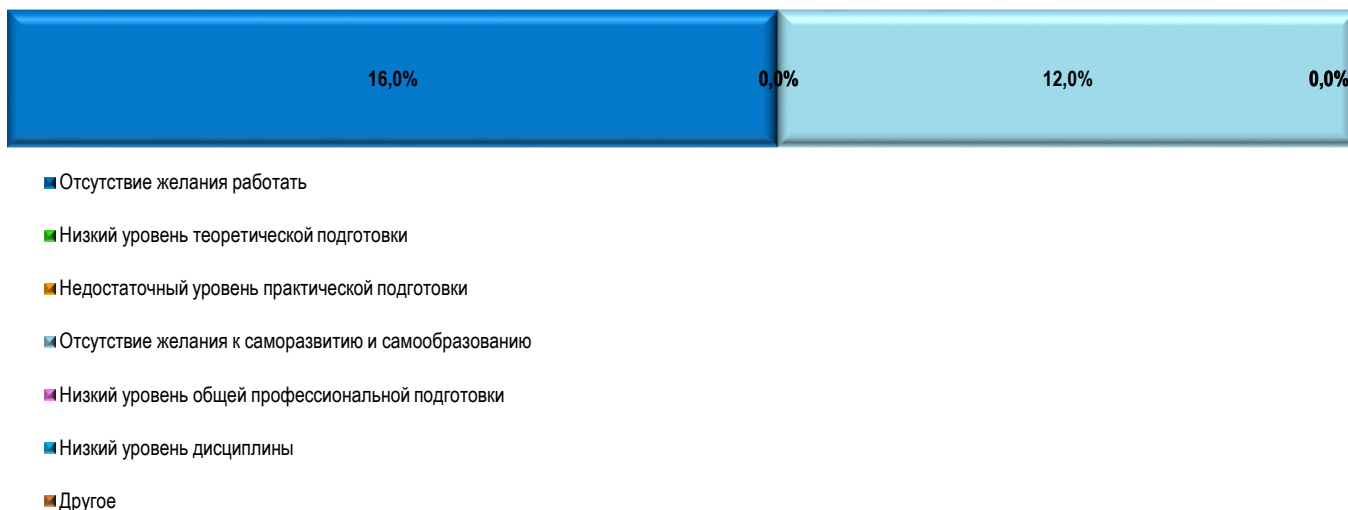 16,0% 0,0% 12,0% 0,0%
Отсутствие желания работать
Низкий уровень теоретической подготовки
Недостаточный уровень практической подготовки
Отсутствие желания к саморазвитию и самообразованию
Низкий уровень общей профессиональной подготовки
Низкий уровень дисциплины
Другое